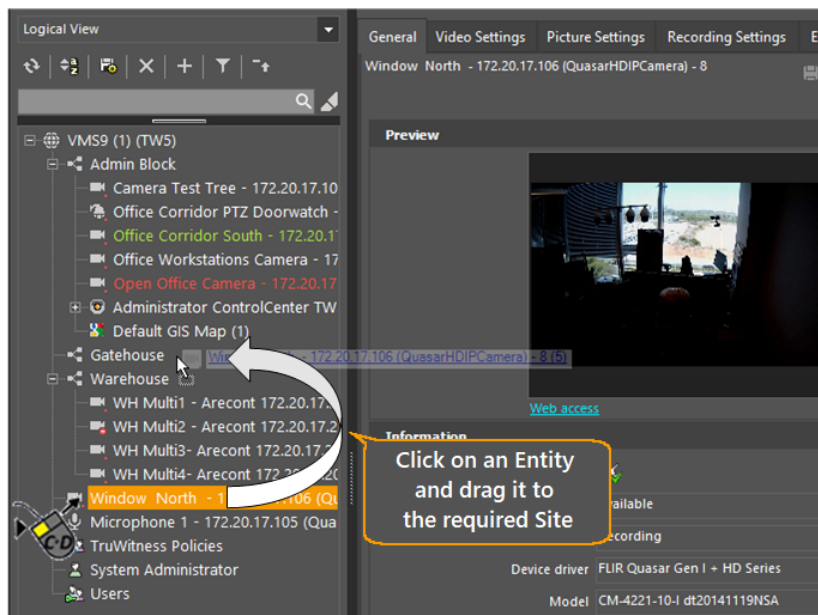 Logical View
General Video Settings Picture Settings Recording Settings E
Window North - 172.20.17.106 (QuasarHDIPCamera) - 8
Preview
VMS9 (1) (TW5)
Admin Block
Camera Test Tree - 172.20.17.10
Office Corridor PTZ Doorwatch -
Office Corridor South - 172.20.1
Office Workstations Camera - 17
Open Office Camera - 172.20.17
Administrator ControlCenter TW
Default GIS Map (1)
Gatehouse
- 172.20.17.106 (QuasarHDIPCamera) - 8 (5)
Warehouse
WH Multi1 - Arecont 172.20.17.
WH Multi2 - Arecont 172.20.17.2
WH Multi3- Arecont 172.20.17.
WH Multi4- Arecont 172.20
Web access
Information
Click on an Entity
and drag it to
the required Site
Window North - 1 .106 (Qu
Microphone 1 - 172.20.17.105 (Qua
C-D
TruWitness Policies
System Administrator
Users
Device driver FLIR Quasar Gen I + HD Series
Model CM-4221-10-I dt20141119NSA